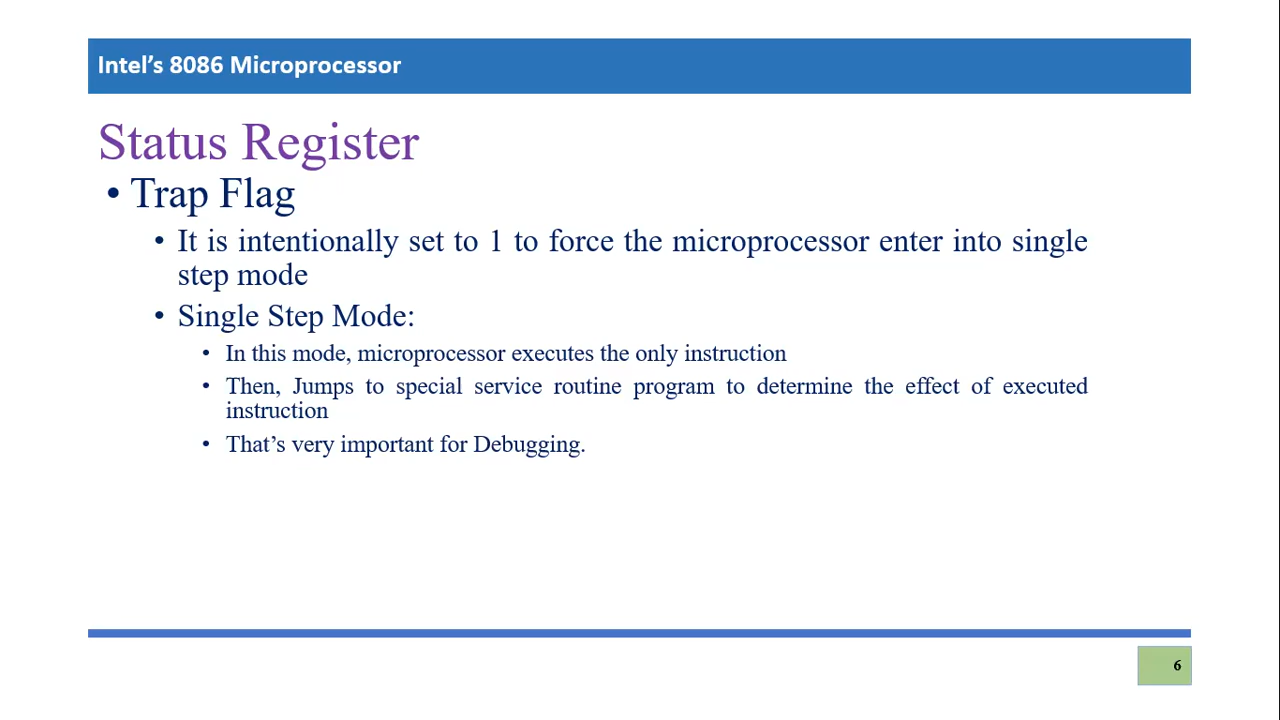 Intel’s 8086 Microprocessor
Status Register
• Trap Flag
• It is intentionally set to 1 to force the microprocessor enter into single
step mode
• Single Step Mode:
• In this mode, microprocessor executes the only instruction
• Then, Jumps to special service routine program to determine the effect of executed
instruction
• That’s very important for Debugging.
6